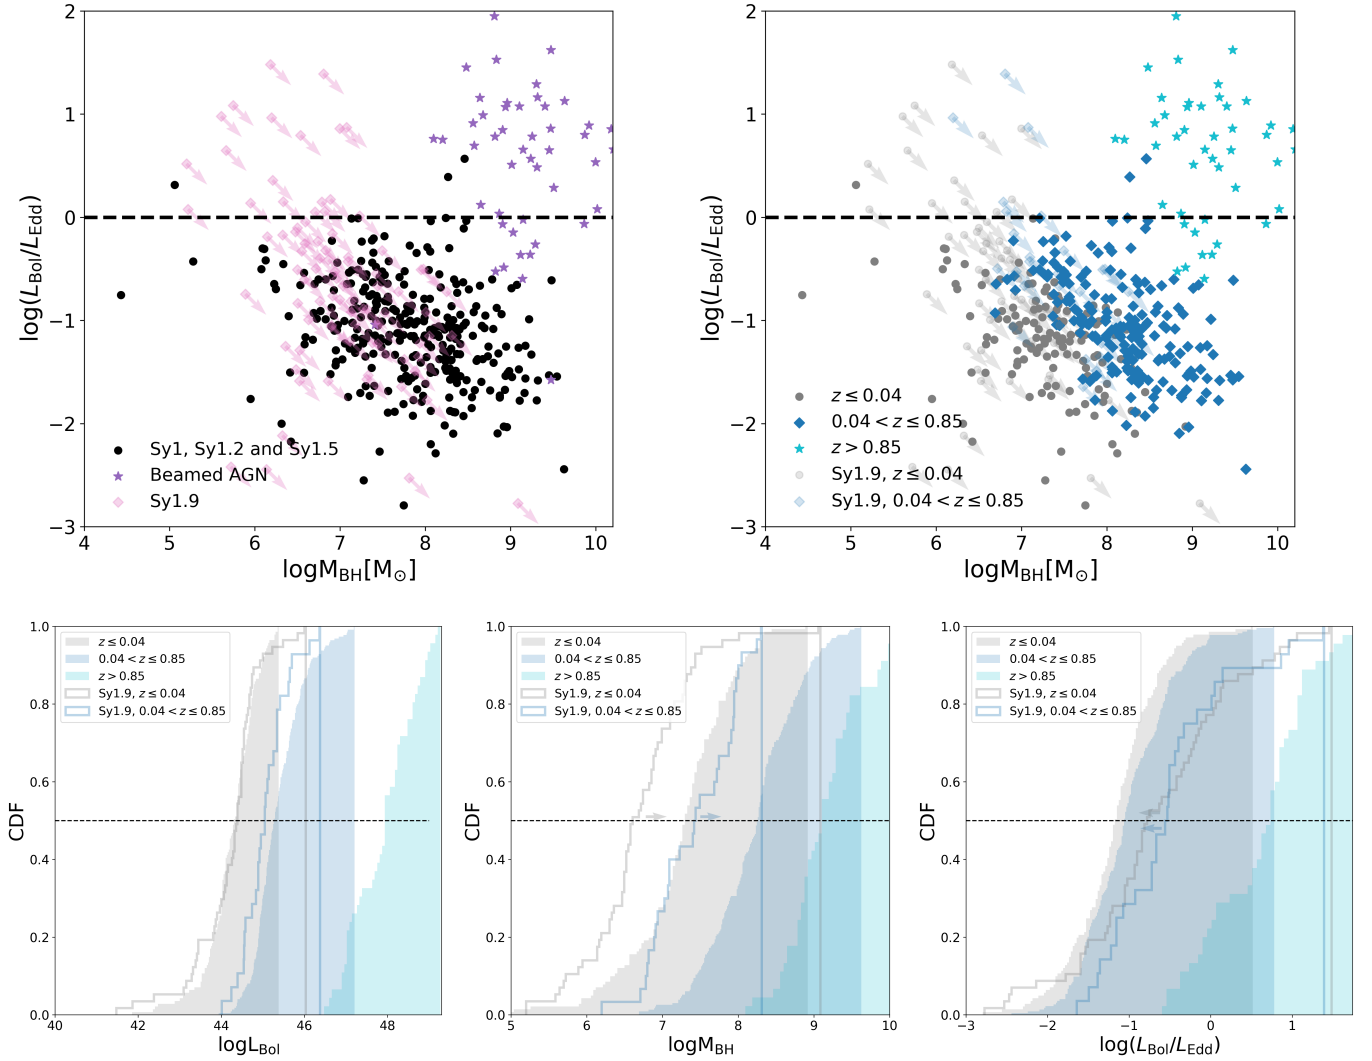 2
1
0
−1
−2
−3
log(L_Bol/L_Edd)
Sy1, Sy1.2 and Sy1.5
Beamed AGN
Sy1.9
4 5 6 7 8 9 10
logM_BH[M_⊙]
2
1
0
−1
−2
−3
log(L_Bol/L_Edd)
z ≤ 0.04
0.04 < z ≤ 0.85
z > 0.85
Sy1.9, z ≤ 0.04
Sy1.9, 0.04 < z ≤ 0.85
4 5 6 7 8 9 10
logM_BH[M_⊙]
1.0
0.8
0.6
0.4
0.2
0.0
CDF
z ≤ 0.04
0.04 < z ≤ 0.85
z > 0.85
Sy1.9, z ≤ 0.04
Sy1.9, 0.04 < z ≤ 0.85
40 42 44 46 48
logL_Bol
1.0
0.8
0.6
0.4
0.2
0.0
CDF
z ≤ 0.04
0.04 < z ≤ 0.85
z > 0.85
Sy1.9, z ≤ 0.04
Sy1.9, 0.04 < z ≤ 0.85
5 6 7 8 9 10
logM_BH
1.0
0.8
0.6
0.4
0.2
0.0
CDF
z ≤ 0.04
0.04 < z ≤ 0.85
z > 0.85
Sy1.9, z ≤ 0.04
Sy1.9, 0.04 < z ≤ 0.85
−3 −2 −1 0 1
log(L_Bol/L_Edd)